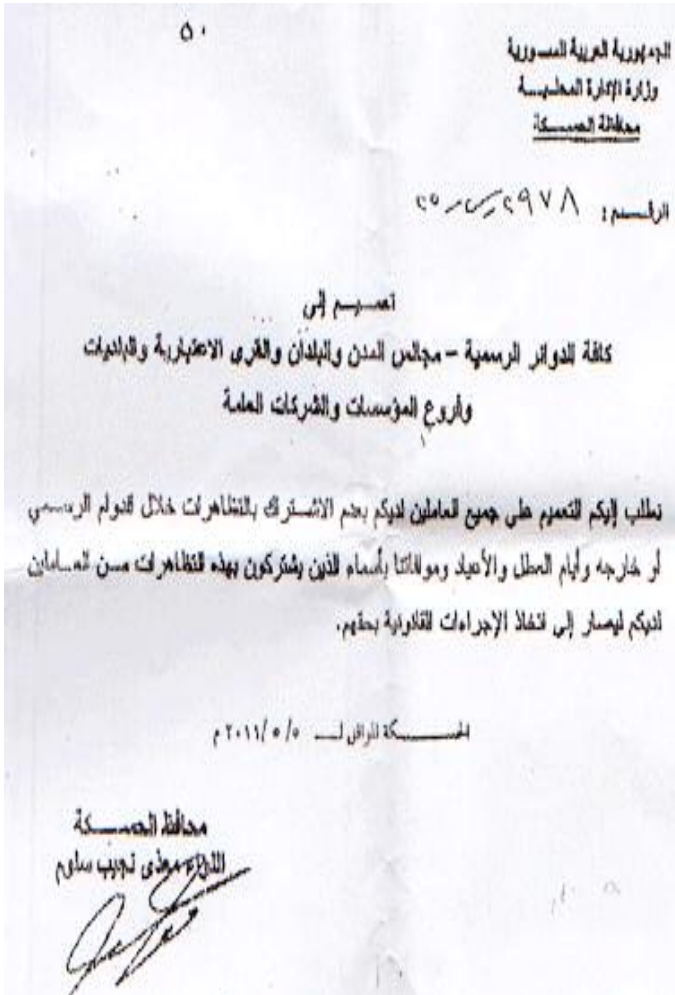 ٥٠
الجمهورية العربية السورية
وزارة الإدارة المحلية
محافظة الحسكة
الرقم: ٢٩٧٨
تعميم إلى
كافة الدوائر الرسمية – مجالس المدن والبلدان والقرى الاعتبارية والبلديات
وفروع المؤسسات والشركات العامة
نطلب إليكم التعميم على جميع العاملين لديكم بعدم الاشتراك بالتظاهرات خلال الدوام الرسمي
أو خارجه وأيام العطل والأعياد وموافاتنا بأسماء الذين يشتركون بهذه التظاهرات من العاملين
لديكم ليصار إلى اتخاذ الإجراءات القانونية بحقهم.
الحسكة الموافق لـ ٥/٥/٢٠١١ م
محافظ الحسكة
اللواء معذى نجيب سلوم